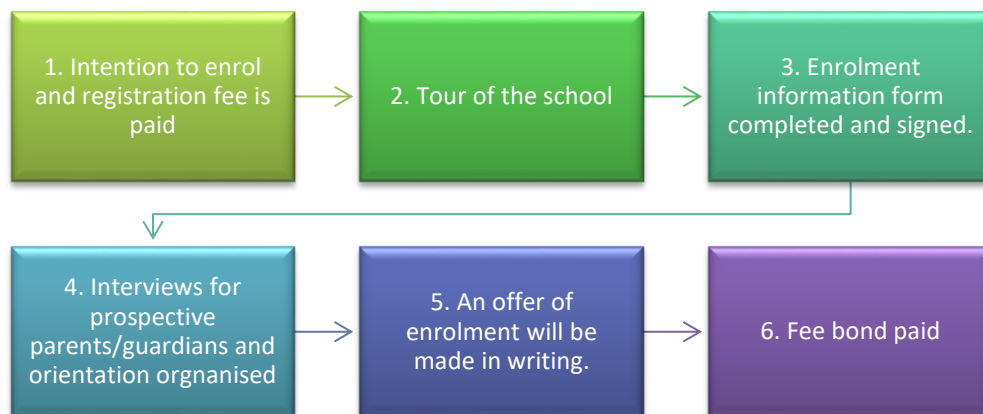 1. Intention to enrol
and registration fee is
paid
2. Tour of the school
3. Enrolment
information form
completed and signed.
4. Interviews for
prospective
parents/guardians and
orientation orgnanised
5. An offer of
enrolment will be
made in writing.
6. Fee bond paid